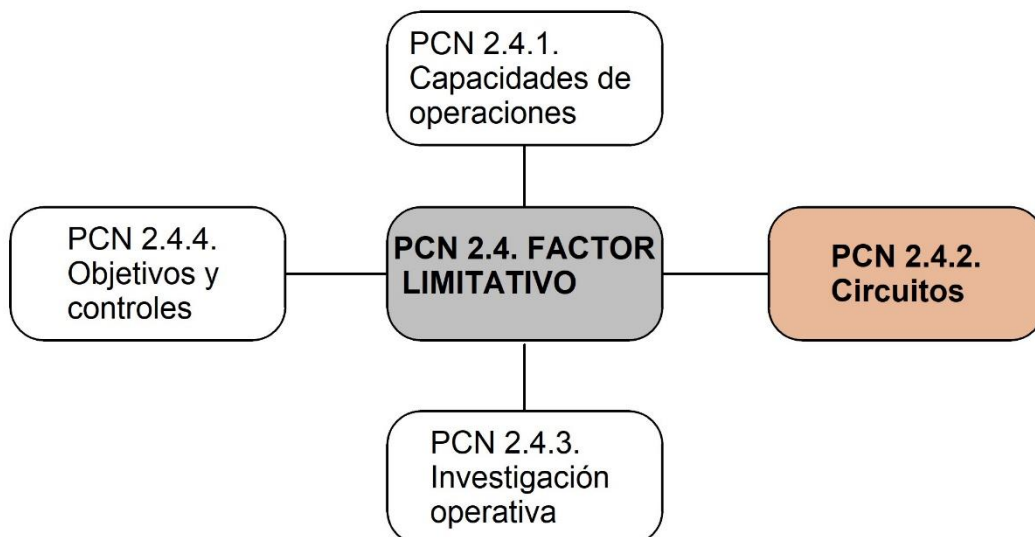 PCN 2.4.1.
Capacidades de
operaciones
PCN 2.4.4.
Objetivos y
controles
PCN 2.4. FACTOR
LIMITATIVO
PCN 2.4.2.
Circuitos
PCN 2.4.3.
Investigación
operativa